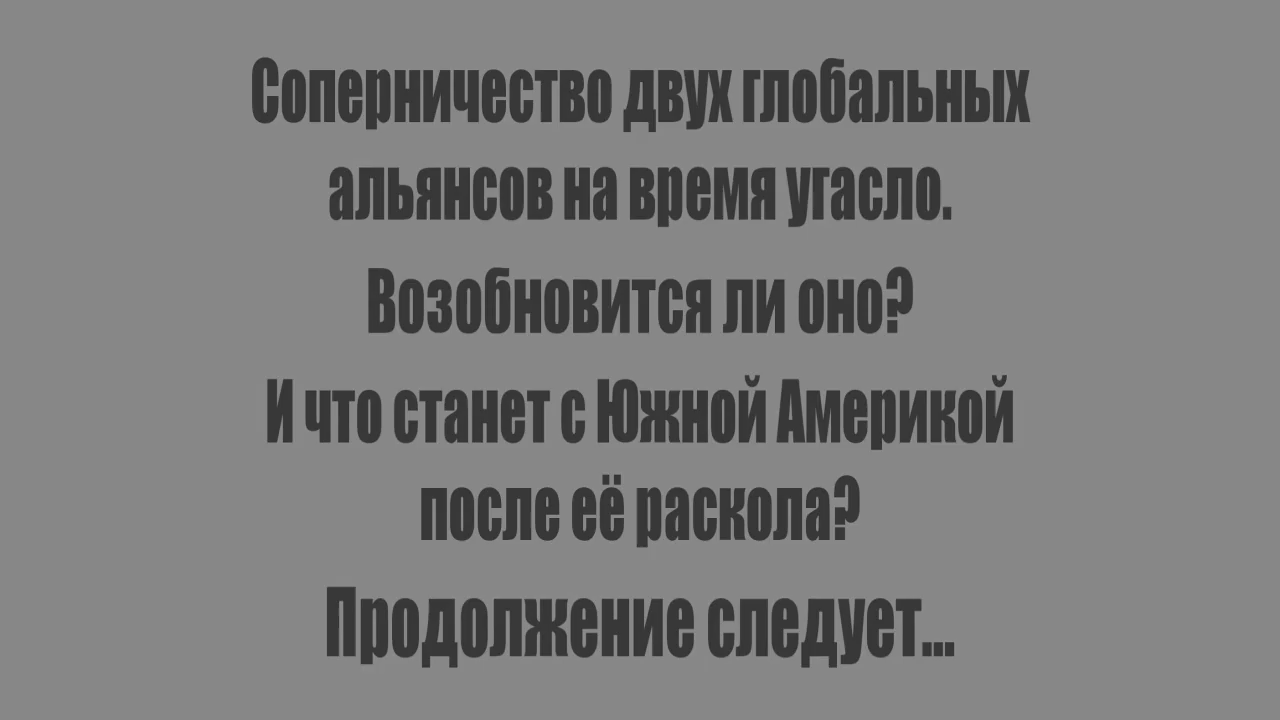 Соперничество двух глобальных
альянсов на время угасло.
Возобновится ли оно?
И что станет с Южной Америкой
после её раскола?
Продолжение следует...